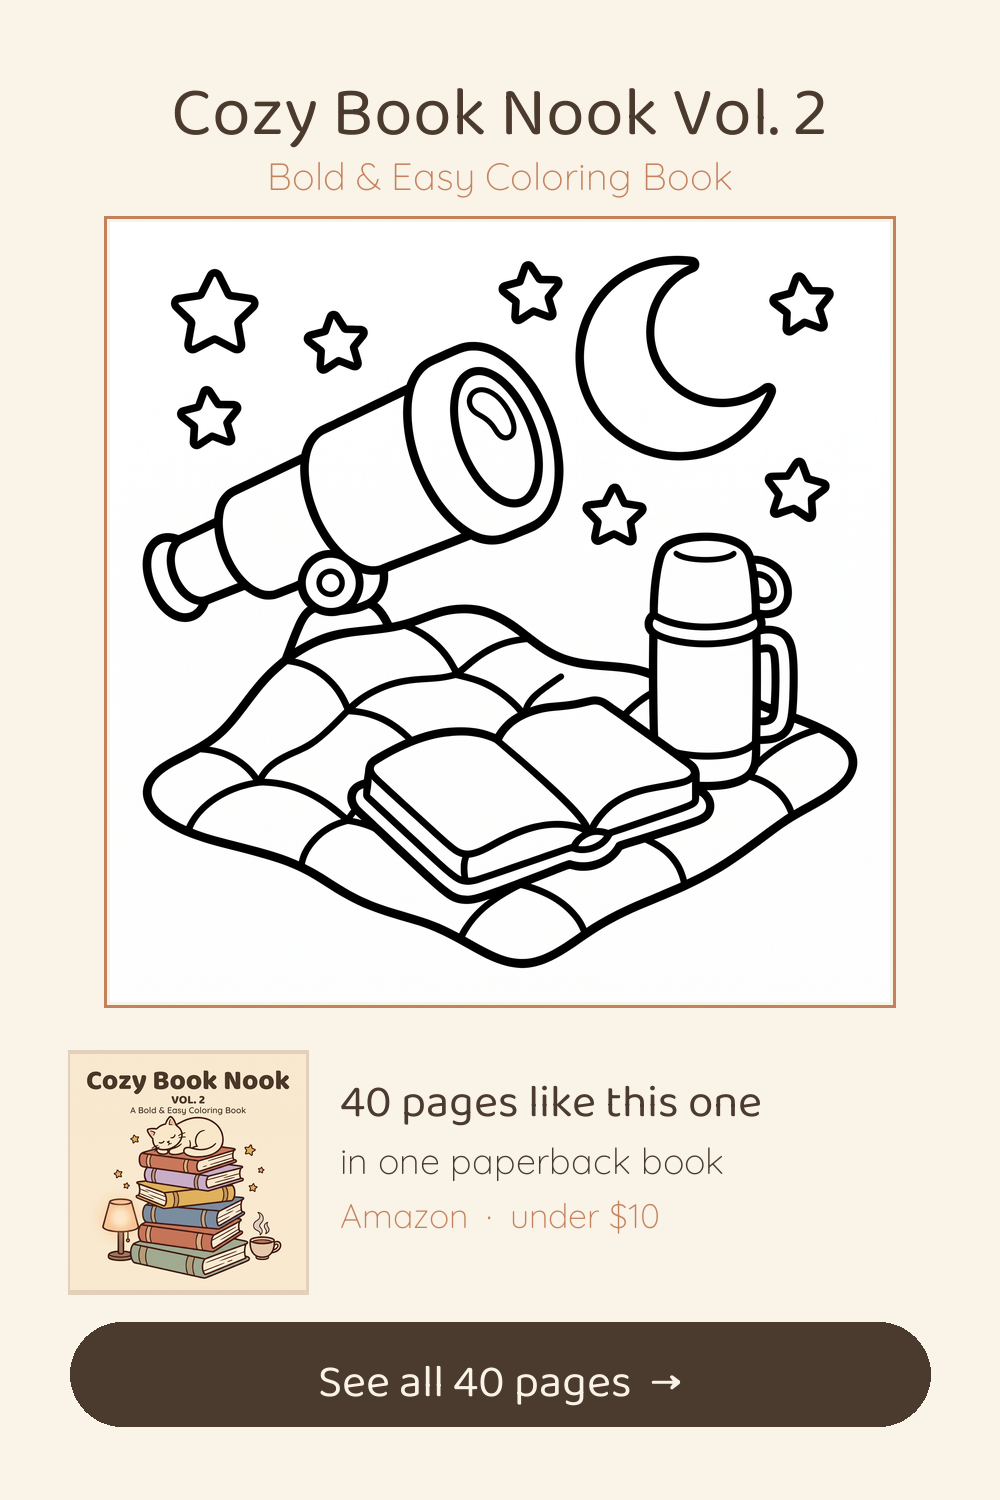 Cozy Book Nook Vol. 2
Bold & Easy Coloring Book
Cozy Book Nook
VOL. 2
A Bold & Easy Coloring Book
40 pages like this one
in one paperback book
Amazon · under $10
See all 40 pages →